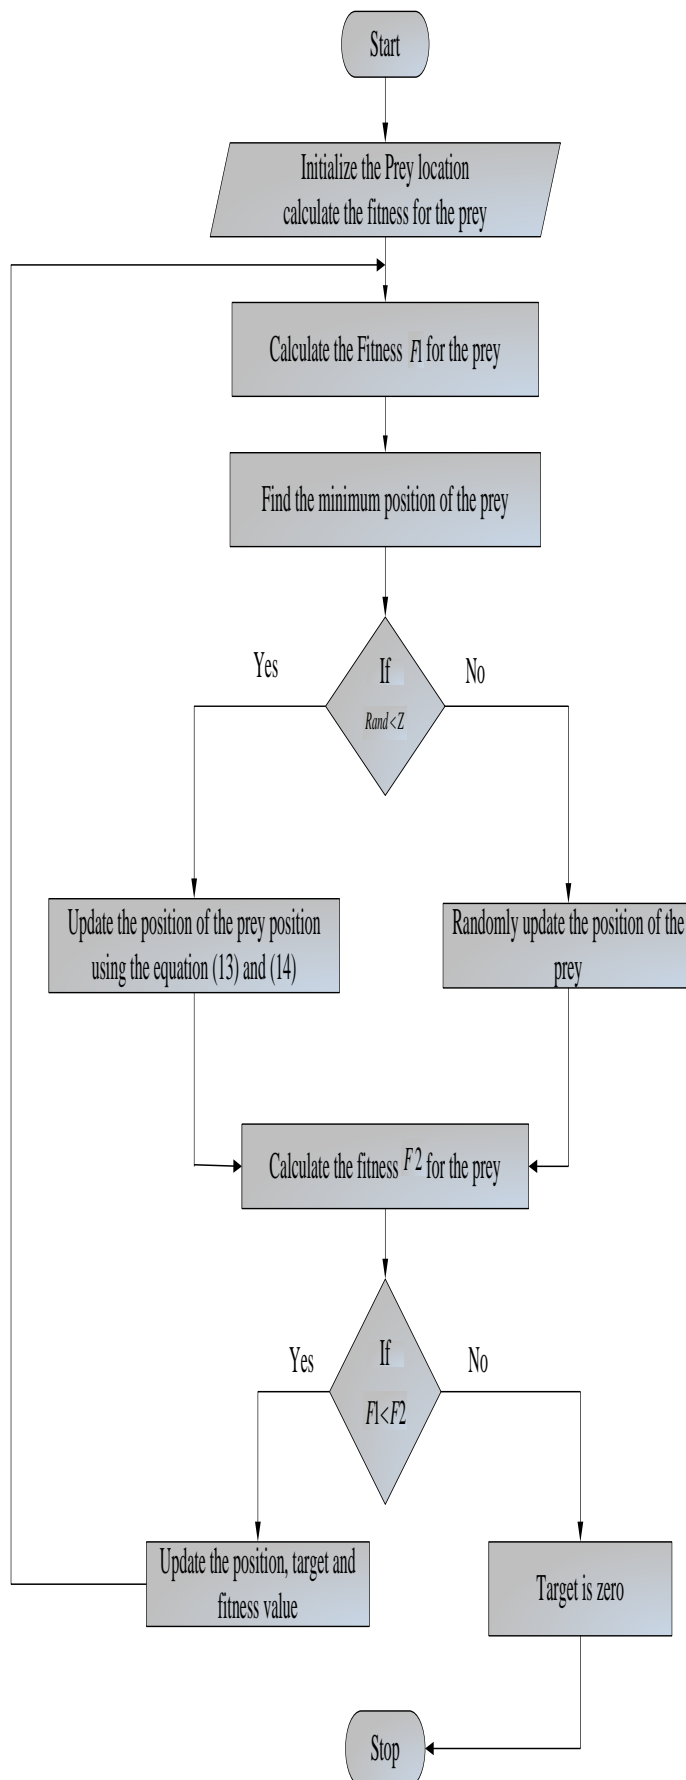 Start
Initialize the Prey location
calculate the fitness for the prey
Calculate the Fitness F1 for the prey
Find the minimum position of the prey
Yes
If
No
Rand<Z
Update the position of the prey position
using the equation (13) and (14)
Randomly update the position of the
prey
Calculate the fitness F2 for the prey
Yes
If
No
F1<F2
Update the position, target and
fitness value
Target is zero
Stop